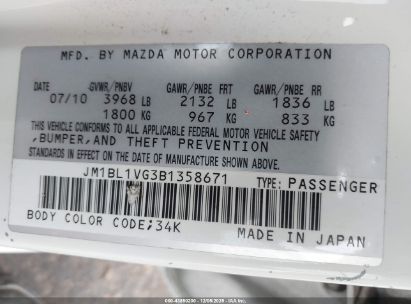 MFD. BY MAZDA MOTOR CORPORATION
DATE GVWR/PNBV GAWR/PNBE FRT GAWR/PNBE RR
07/10 3968 LB 2132 LB 1836 LB
1800 KG 967 KG 833 KG
THIS VEHICLE CONFORMS TO ALL APPLICABLE FEDERAL MOTOR VEHICLE SAFETY,
BUMPER, AND THEFT PREVENTION
STANDARDS IN EFFECT ON THE DATE OF MANUFACTURE SHOWN ABOVE.
JM1BL1VG3B1358671 TYPE: PASSENGER
BODY COLOR CODE;34K
MADE IN JAPAN